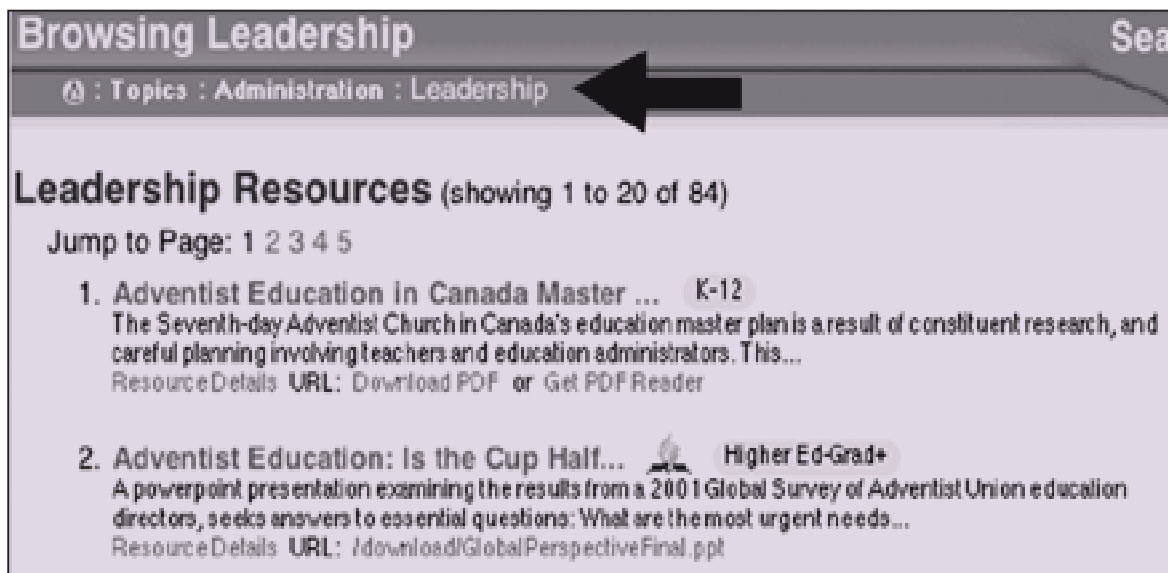 Browsing Leadership
Sea
: Topics : Administration : Leadership
Leadership Resources (showing 1 to 20 of 84)
Jump to Page: 1 2 3 4 5
1. Adventist Education in Canada Master ... K-12
The Seventh-day Adventist Church in Canada's education master plan is a result of constituent research, and
careful planning involving teachers and education administrators. This...
Resource Details URL: Download PDF or Get PDF Reader
2. Adventist Education: Is the Cup Half... Higher Ed-Grad+
A powerpoint presentation examining the results from a 2001 Global Survey of Adventist Union education
directors, seeks answers to essential questions: What are the most urgent needs...
Resource Details URL: /download/GlobalPerspectiveFinal.ppt